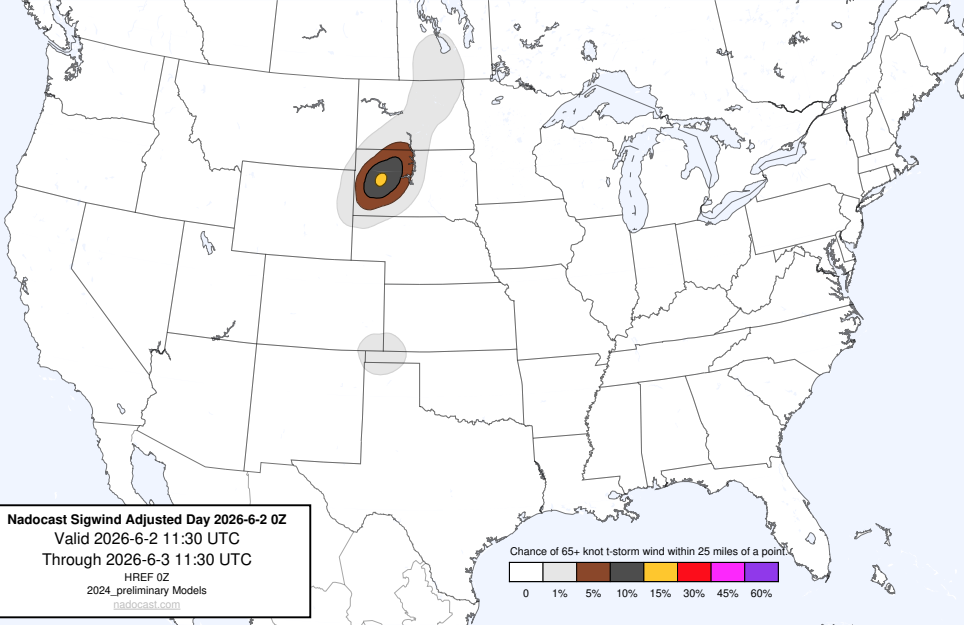 Nadocast Sigwind Adjusted Day 2026-6-2 0Z
Valid 2026-6-2 11:30 UTC
Through 2026-6-3 11:30 UTC
HREF 0Z
2024_preliminary Models
nadocast.com
Chance of 65+ knot t-storm wind within 25 miles of a point.
0 1% 5% 10% 15% 30% 45% 60%